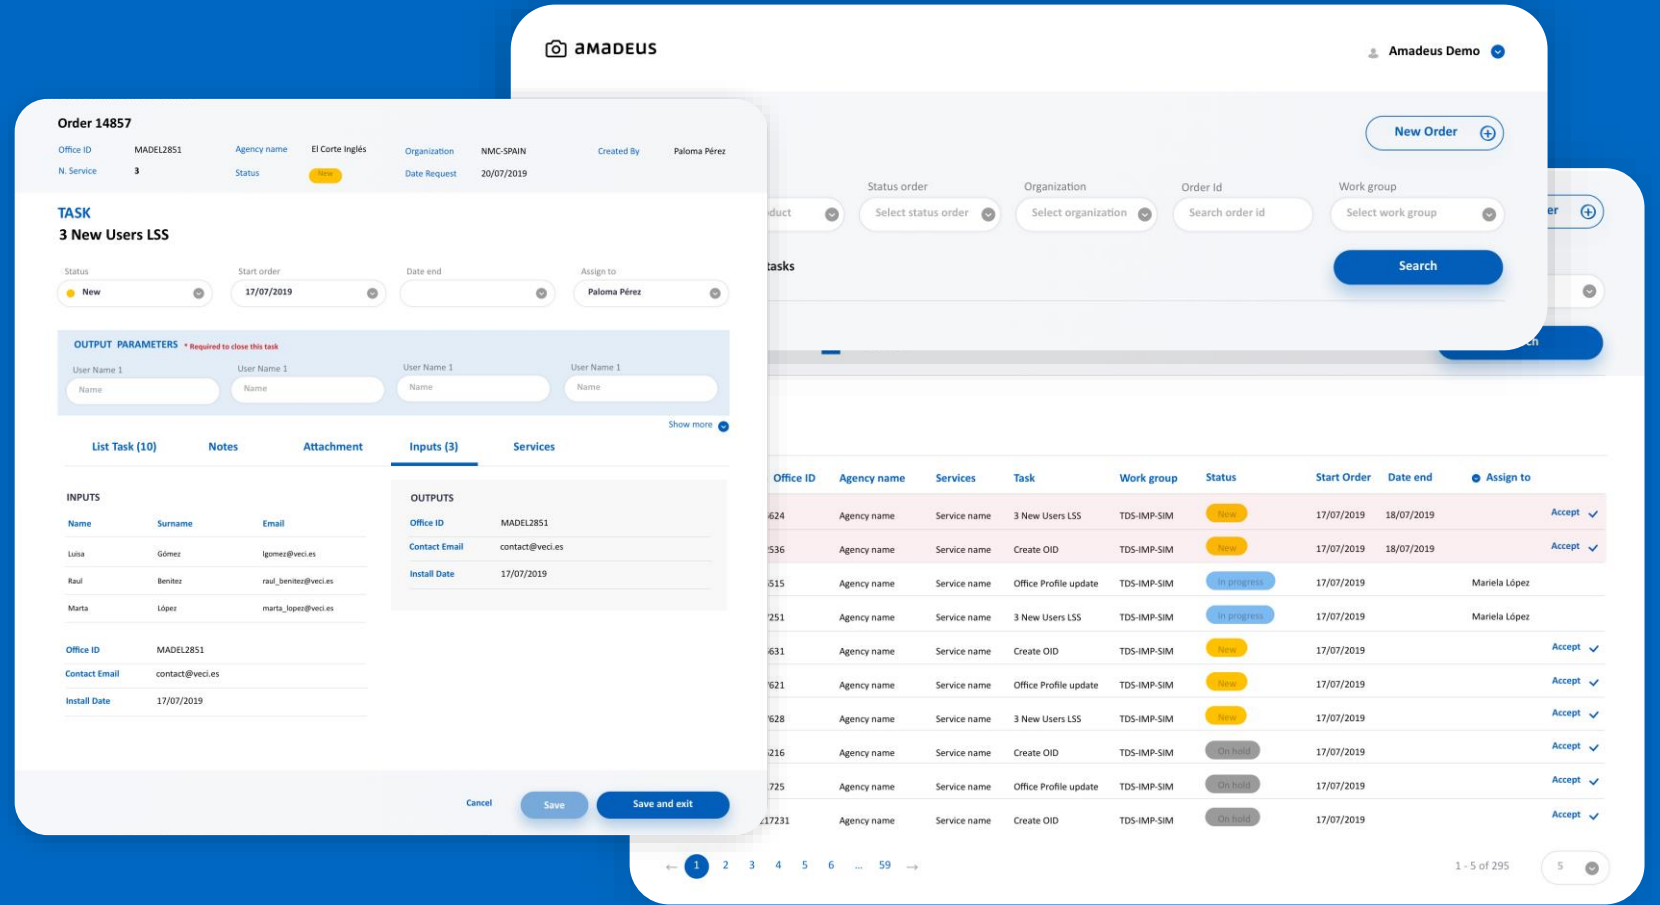 amadeus
Amadeus Demo
New Order
Status order Organization Order Id Work group
Select status order Select organization Search order id Select work group
tasks
Search
Order 14857
Office ID MADEL2851 Agency name El Corte Inglés Organization NMC-SPAIN Created By Paloma Pérez
N. Service 3 Status New Date Request 20/07/2019
TASK
3 New Users LSS
Status Start order Date end Assign to
New 17/07/2019 Paloma Pérez
OUTPUT PARAMETERS * Required to close this task
User Name 1 User Name 1 User Name 1 User Name 1
Name Name Name Name
Show more
List Task (10) Notes Attachment Inputs (3) Services
INPUTS
Name Surname Email
Luisa Gómez lgomez@veci.es
Raul Benitez raul_benitez@veci.es
Marta López marta_lopez@veci.es
Office ID MADEL2851
Contact Email contact@veci.es
Install Date 17/07/2019
OUTPUTS
Office ID MADEL2851
Contact Email contact@veci.es
Install Date 17/07/2019
Cancel Save Save and exit
Office ID Agency name Services Task Work group Status Start Order Date end Assign to
624 Agency name Service name 3 New Users LSS TDS-IMP-SIM New 17/07/2019 18/07/2019 Accept
536 Agency name Service name Create OID TDS-IMP-SIM New 17/07/2019 18/07/2019 Accept
515 Agency name Service name Office Profile update TDS-IMP-SIM In progress 17/07/2019 Mariela López
251 Agency name Service name 3 New Users LSS TDS-IMP-SIM In progress 17/07/2019 Mariela López
631 Agency name Service name Create OID TDS-IMP-SIM New 17/07/2019 Accept
621 Agency name Service name Office Profile update TDS-IMP-SIM New 17/07/2019 Accept
628 Agency name Service name 3 New Users LSS TDS-IMP-SIM New 17/07/2019 Accept
216 Agency name Service name Create OID TDS-IMP-SIM On hold 17/07/2019 Accept
725 Agency name Service name Office Profile update TDS-IMP-SIM On hold 17/07/2019 Accept
17231 Agency name Service name Create OID TDS-IMP-SIM On hold 17/07/2019 Accept
← 1 2 3 4 5 6 ... 59 → 1 - 5 of 295 5